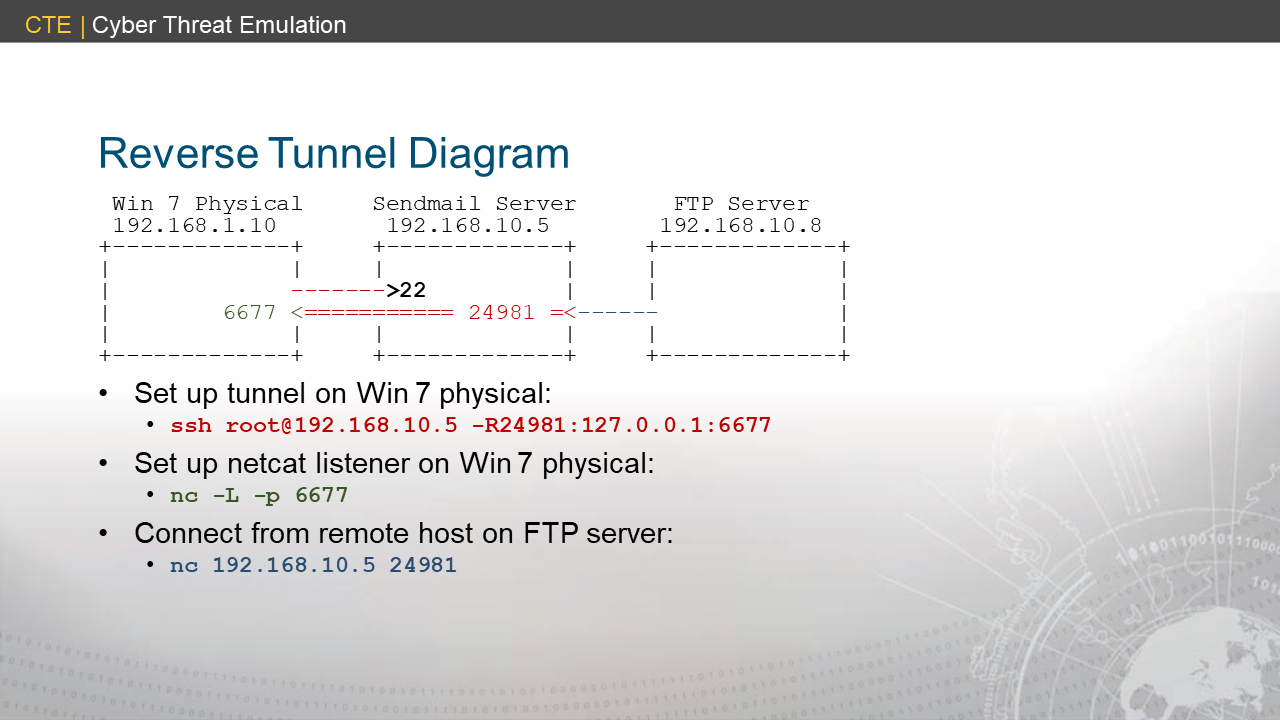 CTE | Cyber Threat Emulation
Reverse Tunnel Diagram
 Win 7 Physical     Sendmail Server       FTP Server
 192.168.1.10        192.168.10.5        192.168.10.8
+-------------+     +-------------+     +-------------+
|             |     |             |     |             |
|             ------->22          |     |             |
|        6677 <=========== 24981 =<------             |
|             |     |             |     |             |
+-------------+     +-------------+     +-------------+
• Set up tunnel on Win 7 physical:
• ssh root@192.168.10.5 -R24981:127.0.0.1:6677
• Set up netcat listener on Win 7 physical:
• nc -L -p 6677
• Connect from remote host on FTP server:
• nc 192.168.10.5 24981